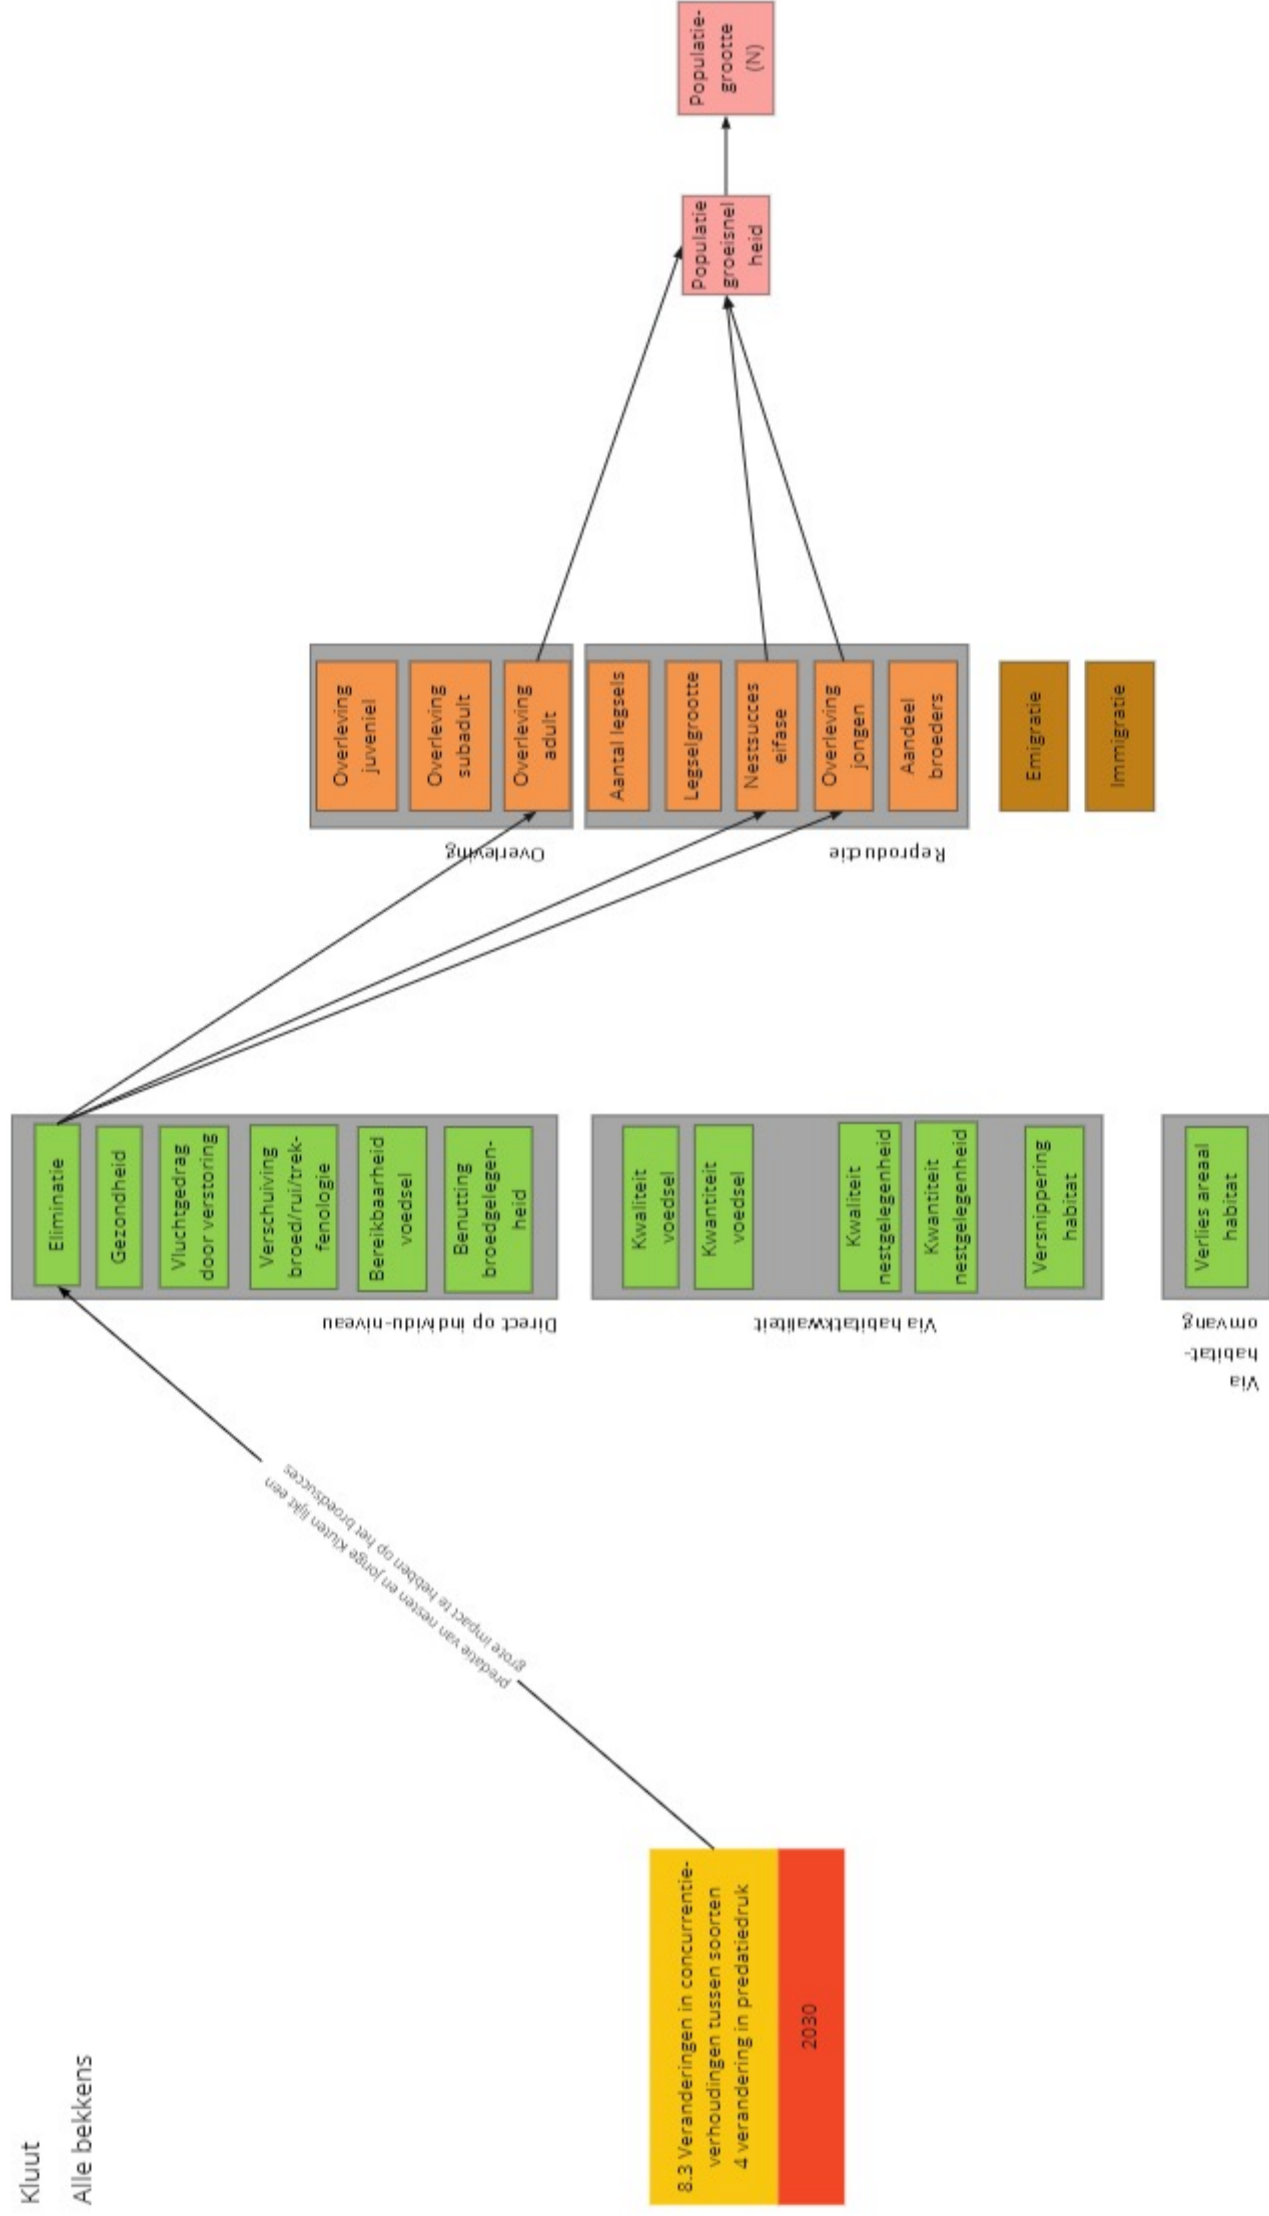 Kluut
Alle bekkens
8.3 Veranderingen in concurrentie-
verhoudingen tussen soorten
4 verandering in predatiedruk
2030
predatie van nesten en jonge Kluten lijkt een
grote impact te hebben op het broedsucces
Direct op individu-niveau
Eliminatie
Gezondheid
Vluchtgedrag
door verstoring
Verschuiving
broed/rui/trek-
fenologie
Bereikbaarheid
voedsel
Benutting
broedgelegen-
heid
Via habitatkwaliteit
Kwaliteit
voedsel
Kwantiteit
voedsel
Kwaliteit
nestgelegenheid
Kwantiteit
nestgelegenheid
Versnippering
habitat
Via
habitat-
omvang
Verlies areaal
habitat
Overleving
Overleving
juveniel
Overleving
subadult
Overleving
adult
Reproductie
Aantal legsels
Legselgrootte
Nestsucces
eifase
Overleving
jongen
Aandeel
broeders
Emigratie
Immigratie
Populatie
groeisnel
heid
Populatie-
grootte
(N)